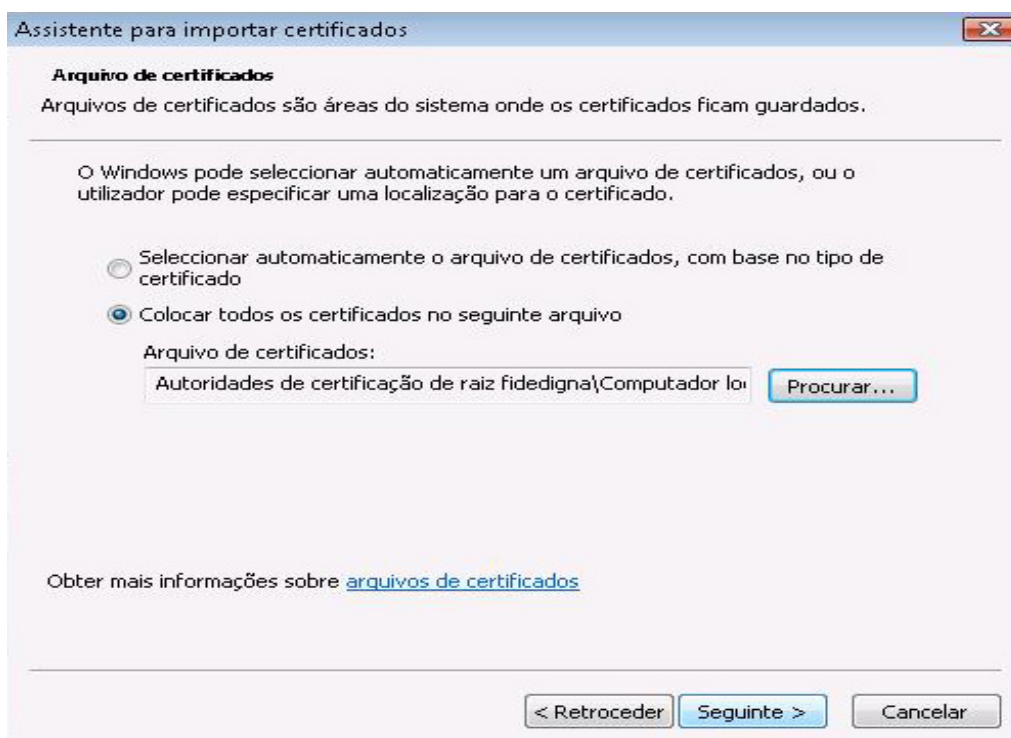 Assistente para importar certificados
Arquivo de certificados
Arquivos de certificados são áreas do sistema onde os certificados ficam guardados.
O Windows pode seleccionar automaticamente um arquivo de certificados, ou o
utilizador pode especificar uma localização para o certificado.
Seleccionar automaticamente o arquivo de certificados, com base no tipo de
certificado
Colocar todos os certificados no seguinte arquivo
Arquivo de certificados:
Autoridades de certificação de raiz fidedigna\Computador lo
Procurar...
Obter mais informações sobre arquivos de certificados
< Retroceder Seguinte > Cancelar